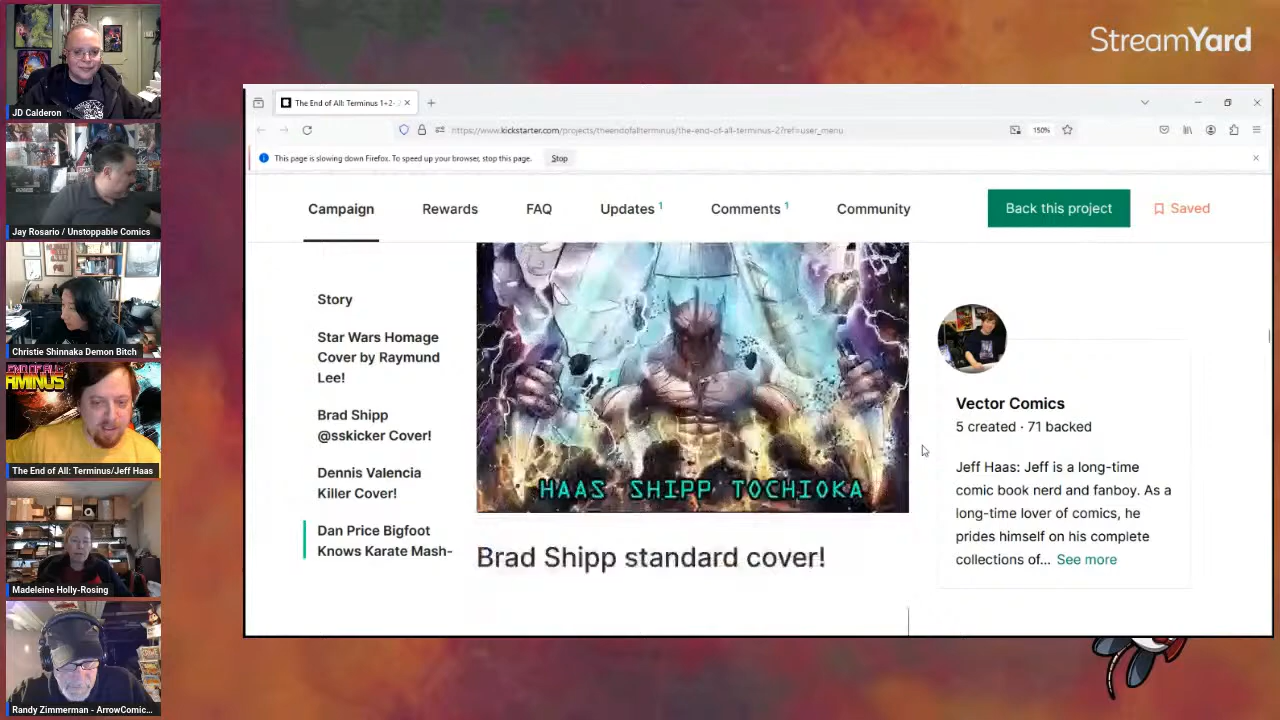 StreamYard
JD Calderon
Jay Rosario / Unstoppable Comics
Christie Shinnaka Demon Bitch
The End of All: Terminus/Jeff Haas
Madeleine Holly-Rosing
Randy Zimmerman - ArrowComic...
END OF ALL:
The End of All: Terminus 1+2-
https://www.kickstarter.com/projects/theendofallterminus/the-end-of-all-terminus-2?ref=user_menu
150%
This page is slowing down Firefox. To speed up your browser, stop this page.
Stop
Campaign
Rewards
FAQ
Updates 1
Comments 1
Community
Back this project
Saved
Story
Star Wars Homage
Cover by Raymund
Lee!
Brad Shipp
@sskicker Cover!
Dennis Valencia
Killer Cover!
Dan Price Bigfoot
Knows Karate Mash-
HAAS SHIPP TOCHIOKA
Brad Shipp standard cover!
Vector Comics
5 created · 71 backed
Jeff Haas: Jeff is a long-time
comic book nerd and fanboy. As a
long-time lover of comics, he
prides himself on his complete
collections of... See more